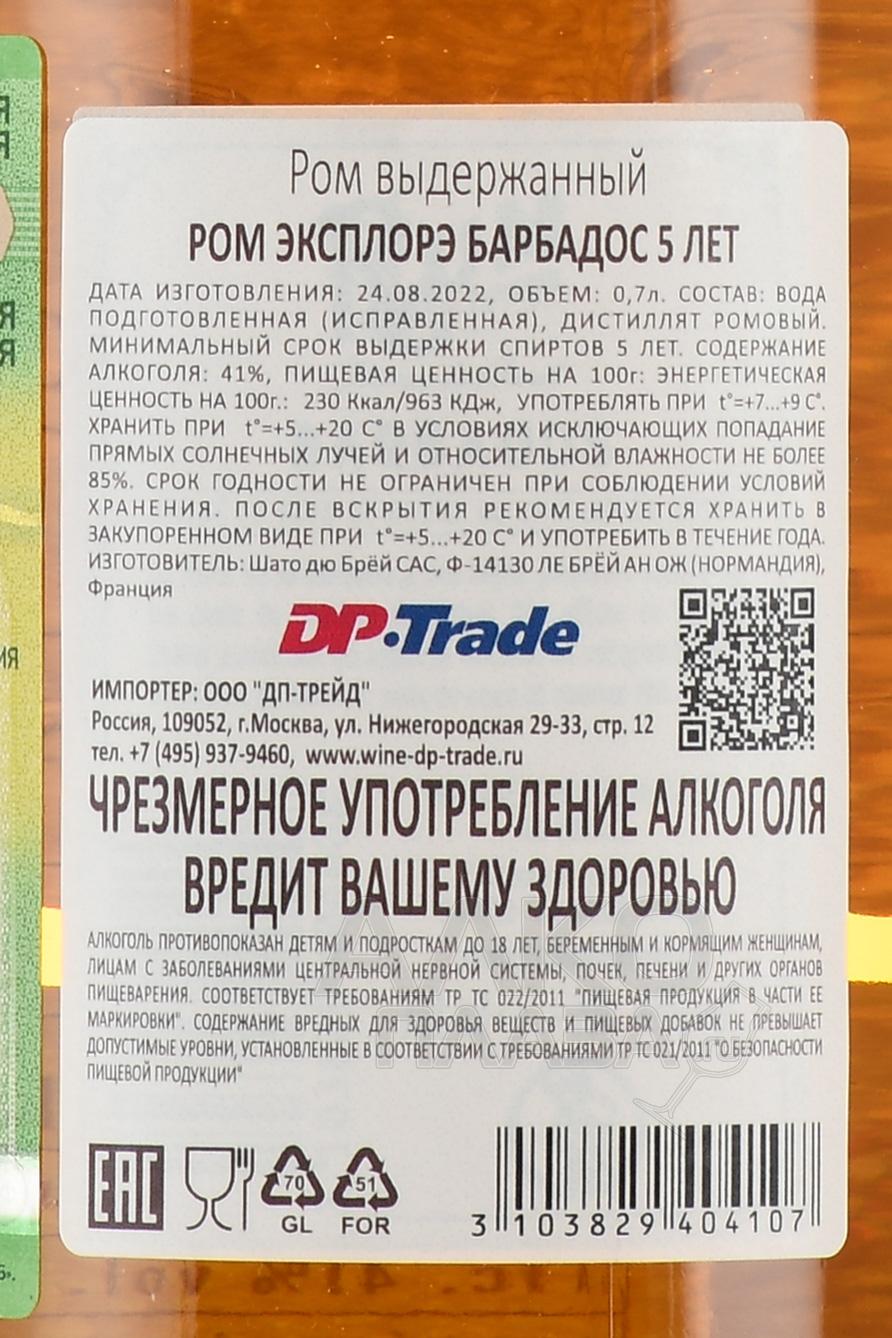 Ром выдержанный
РОМ ЭКСПЛОРЭ БАРБАДОС 5 ЛЕТ
ДАТА ИЗГОТОВЛЕНИЯ: 24.08.2022, ОБЪЕМ: 0,7л. СОСТАВ: ВОДА
ПОДГОТОВЛЕННАЯ (ИСПРАВЛЕННАЯ), ДИСТИЛЛЯТ РОМОВЫЙ.
МИНИМАЛЬНЫЙ СРОК ВЫДЕРЖКИ СПИРТОВ 5 ЛЕТ. СОДЕРЖАНИЕ
АЛКОГОЛЯ: 41%, ПИЩЕВАЯ ЦЕННОСТЬ НА 100г: ЭНЕРГЕТИЧЕСКАЯ
ЦЕННОСТЬ НА 100г.: 230 Ккал/963 КДж, УПОТРЕБЛЯТЬ ПРИ t°=+7...+9 C°.
ХРАНИТЬ ПРИ t°=+5...+20 C° В УСЛОВИЯХ ИСКЛЮЧАЮЩИХ ПОПАДАНИЕ
ПРЯМЫХ СОЛНЕЧНЫХ ЛУЧЕЙ И ОТНОСИТЕЛЬНОЙ ВЛАЖНОСТИ НЕ БОЛЕЕ
85%. СРОК ГОДНОСТИ НЕ ОГРАНИЧЕН ПРИ СОБЛЮДЕНИИ УСЛОВИЙ
ХРАНЕНИЯ. ПОСЛЕ ВСКРЫТИЯ РЕКОМЕНДУЕТСЯ ХРАНИТЬ В
ЗАКУПОРЕННОМ ВИДЕ ПРИ t°=+5...+20 C° И УПОТРЕБИТЬ В ТЕЧЕНИЕ ГОДА.
ИЗГОТОВИТЕЛЬ: Шато дю Брёй САС, Ф-14130 ЛЕ БРЁЙ АН ОЖ (НОРМАНДИЯ),
Франция
DP·Trade
ИМПОРТЕР: ООО "ДП-ТРЕЙД"
Россия, 109052, г.Москва, ул. Нижегородская 29-33, стр. 12
тел. +7 (495) 937-9460, www.wine-dp-trade.ru
ЧРЕЗМЕРНОЕ УПОТРЕБЛЕНИЕ АЛКОГОЛЯ
ВРЕДИТ ВАШЕМУ ЗДОРОВЬЮ
АЛКОГОЛЬ ПРОТИВОПОКАЗАН ДЕТЯМ И ПОДРОСТКАМ ДО 18 ЛЕТ, БЕРЕМЕННЫМ И КОРМЯЩИМ ЖЕНЩИНАМ,
ЛИЦАМ С ЗАБОЛЕВАНИЯМИ ЦЕНТРАЛЬНОЙ НЕРВНОЙ СИСТЕМЫ, ПОЧЕК, ПЕЧЕНИ И ДРУГИХ ОРГАНОВ
ПИЩЕВАРЕНИЯ. СООТВЕТСТВУЕТ ТРЕБОВАНИЯМ ТР ТС 022/2011 "ПИЩЕВАЯ ПРОДУКЦИЯ В ЧАСТИ ЕЕ
МАРКИРОВКИ". СОДЕРЖАНИЕ ВРЕДНЫХ ДЛЯ ЗДОРОВЬЯ ВЕЩЕСТВ И ПИЩЕВЫХ ДОБАВОК НЕ ПРЕВЫШАЕТ
ДОПУСТИМЫЕ УРОВНИ, УСТАНОВЛЕННЫЕ В СООТВЕТСТВИИ С ТРЕБОВАНИЯМИ ТР ТС 021/2011 "О БЕЗОПАСНОСТИ
ПИЩЕВОЙ ПРОДУКЦИИ"
EAC
70 51
GL FOR
3 103829 404107
41% vol.